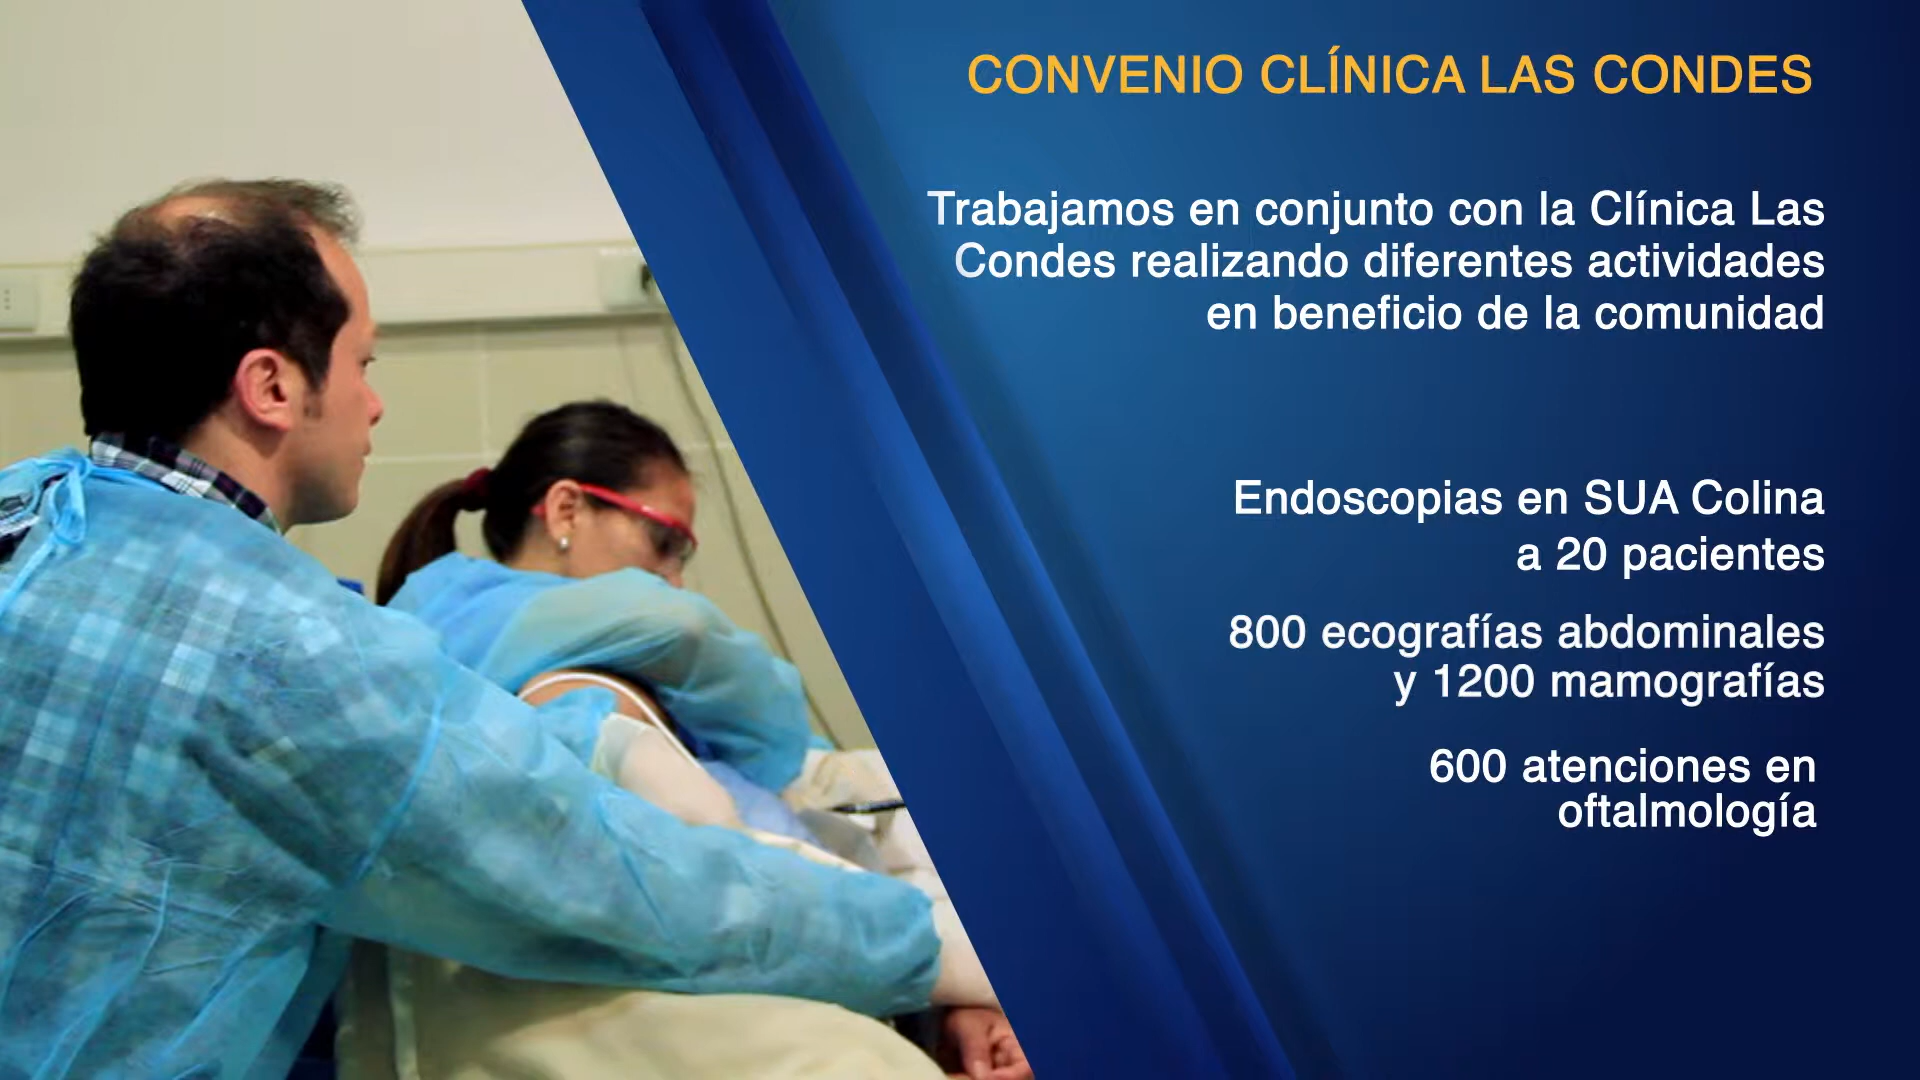 CONVENIO CLÍNICA LAS CONDES
Trabajamos en conjunto con la Clínica Las
Condes realizando diferentes actividades
en beneficio de la comunidad
Endoscopias en SUA Colina
a 20 pacientes
800 ecografías abdominales
y 1200 mamografías
600 atenciones en
oftalmología